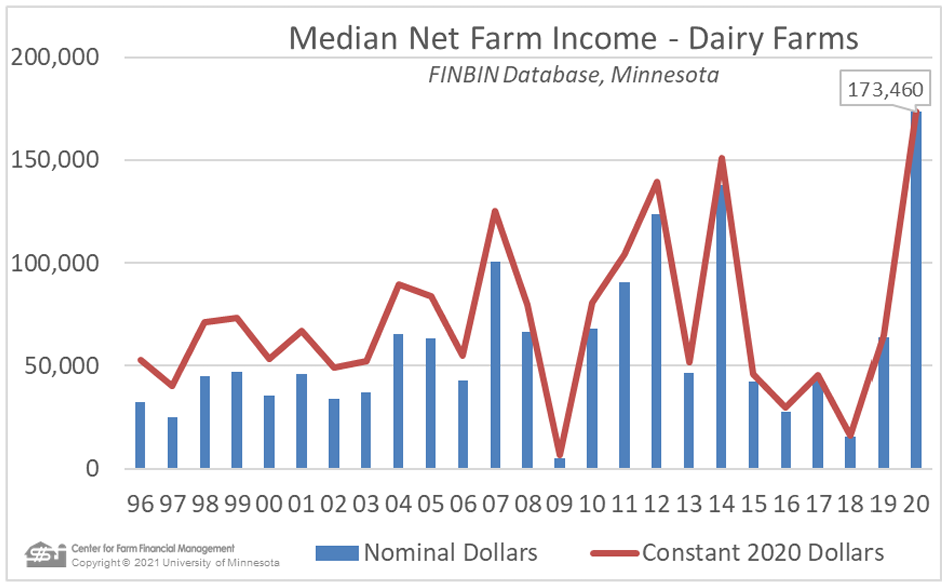 Median Net Farm Income - Dairy Farms
FINBIN Database, Minnesota
200,000
150,000
100,000
50,000
0
173,460
96 97 98 99 00 01 02 03 04 05 06 07 08 09 10 11 12 13 14 15 16 17 18 19 20
Center for Farm Financial Management
Copyright © 2021 University of Minnesota
Nominal Dollars
Constant 2020 Dollars